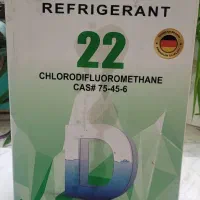 REFRIGERANT
22
CHLORODIFLUOROMETHANE
CAS# 75-45-6
D